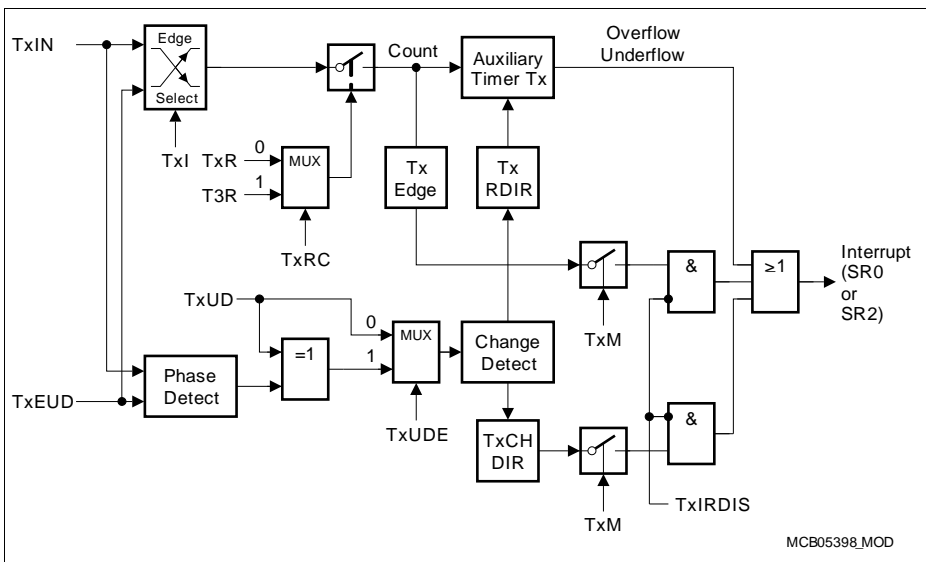 TxIN
Edge
Select
TxI
Count
Auxiliary
Timer Tx
Overflow
Underflow
TxR
0
T3R
1
MUX
TxRC
Tx
Edge
Tx
RDIR
TxM
&
≥1
Interrupt
(SR0
or
SR2)
TxUD
0
=1
1
MUX
Change
Detect
TxEUD
Phase
Detect
TxUDE
TxCH
DIR
TxM
&
TxIRDIS
MCB05398_MOD